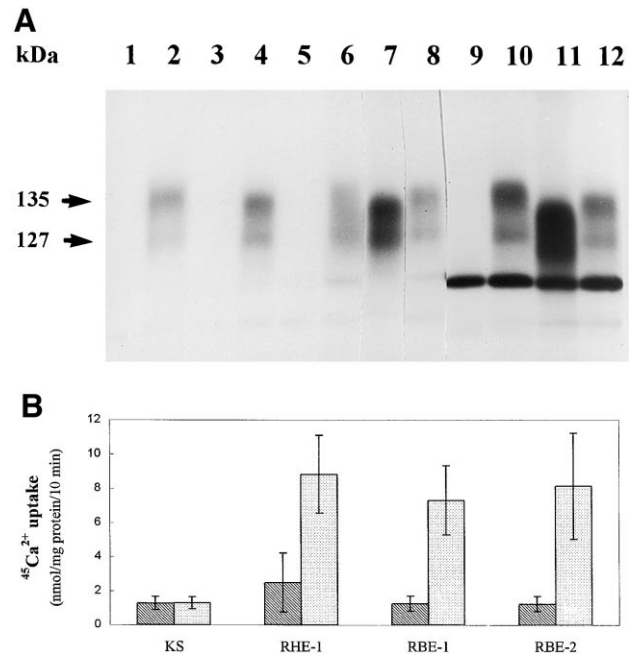 A
kDa 1 2 3 4 5 6 7 8 9 10 11 12
135
127
B
12
10
8
6
4
2
0
⁴⁵Ca²⁺ uptake
(nmol/mg protein/10 min)
KS RHE-1 RBE-1 RBE-2